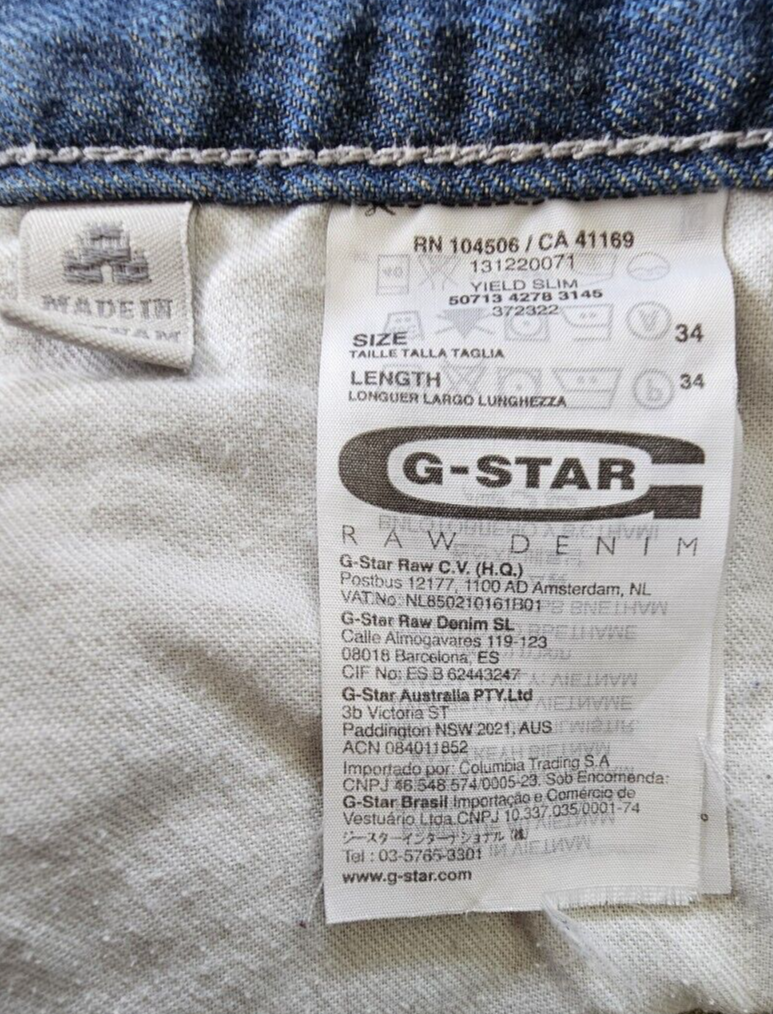 MADE IN
RN 104506 / CA 41169
131220071
YIELD SLIM
50713 4278 3145
372322
SIZE 34
TAILLE TALLA TAGLIA
LENGTH 34
LONGUER LARGO LUNGHEZZA
G-STAR
RAW DENIM
G-Star Raw C.V. (H.Q.)
Postbus 12177, 1100 AD Amsterdam, NL
VAT.No: NL850210161B01
G-Star Raw Denim SL
Calle Almogavares 119-123
08018 Barcelona, ES
CIF No: ES B 62443247
G-Star Australia PTY.Ltd
3b Victoria ST
Paddington NSW 2021, AUS
ACN 084011852
Importado por: Columbia Trading S.A
CNPJ 46.548.574/0005-23. Sob Encomenda:
G-Star Brasil Importação e Comércio de
Vestuário Ltda.CNPJ 10.337.035/0001-74
ジースターインターナショナル ㈱
Tel : 03-5765-3301
www.g-star.com